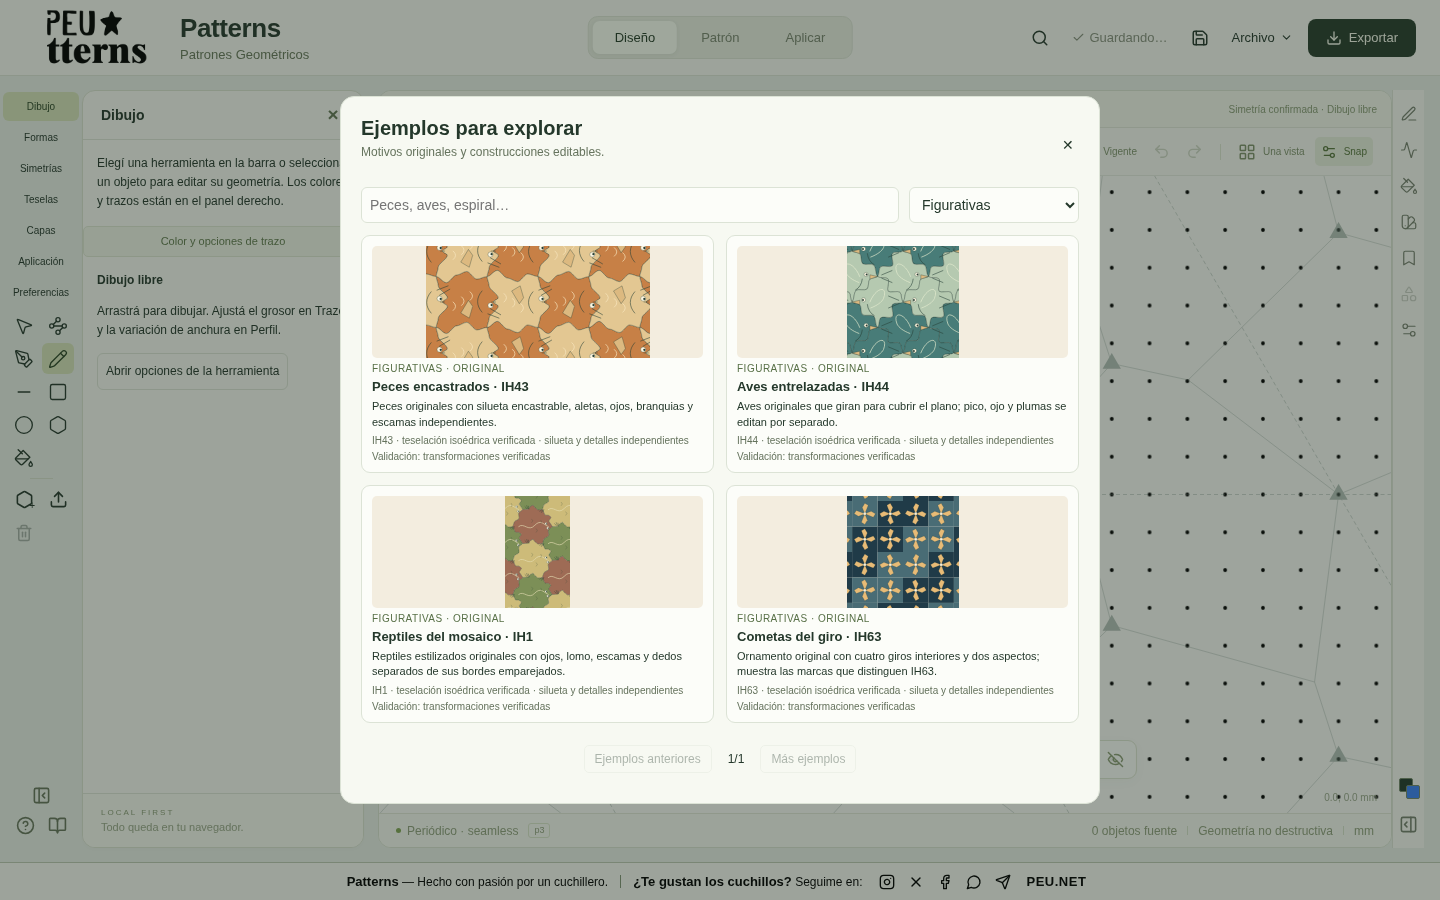 PEU
tterns
Patterns
Patrones Geométricos
Diseño
Patrón
Aplicar
Guardando…
Archivo
Exportar
Dibujo
Formas
Simetrías
Teselas
Capas
Aplicación
Preferencias
Dibujo
Elegí una herramienta en la barra o seleccion
un objeto para editar su geometría. Los colore
y trazos están en el panel derecho.
Color y opciones de trazo
Dibujo libre
Arrastrá para dibujar. Ajustá el grosor en Traz
y la variación de anchura en Perfil.
Abrir opciones de la herramienta
LOCAL FIRST
Todo queda en tu navegador.
Simetría confirmada · Dibujo libre
Vigente
Una vista
Snap
Ejemplos para explorar
Motivos originales y construcciones editables.
Peces, aves, espiral…
Figurativas
FIGURATIVAS · ORIGINAL
Peces encastrados · IH43
Peces originales con silueta encastrable, aletas, ojos, branquias y
escamas independientes.
IH43 · teselación isoédrica verificada · silueta y detalles independientes
Validación: transformaciones verificadas
FIGURATIVAS · ORIGINAL
Aves entrelazadas · IH44
Aves originales que giran para cubrir el plano; pico, ojo y plumas se
editan por separado.
IH44 · teselación isoédrica verificada · silueta y detalles independientes
Validación: transformaciones verificadas
FIGURATIVAS · ORIGINAL
Reptiles del mosaico · IH1
Reptiles estilizados originales con ojos, lomo, escamas y dedos
separados de sus bordes emparejados.
IH1 · teselación isoédrica verificada · silueta y detalles independientes
Validación: transformaciones verificadas
FIGURATIVAS · ORIGINAL
Cometas del giro · IH63
Ornamento original con cuatro giros interiores y dos aspectos;
muestra las marcas que distinguen IH63.
IH63 · teselación isoédrica verificada · silueta y detalles independientes
Validación: transformaciones verificadas
Ejemplos anteriores
1/1
Más ejemplos
0.0, 0.0 mm
Periódico · seamless
p3
0 objetos fuente
Geometría no destructiva
mm
Patterns — Hecho con pasión por un cuchillero.
¿Te gustan los cuchillos? Seguime en:
PEU.NET